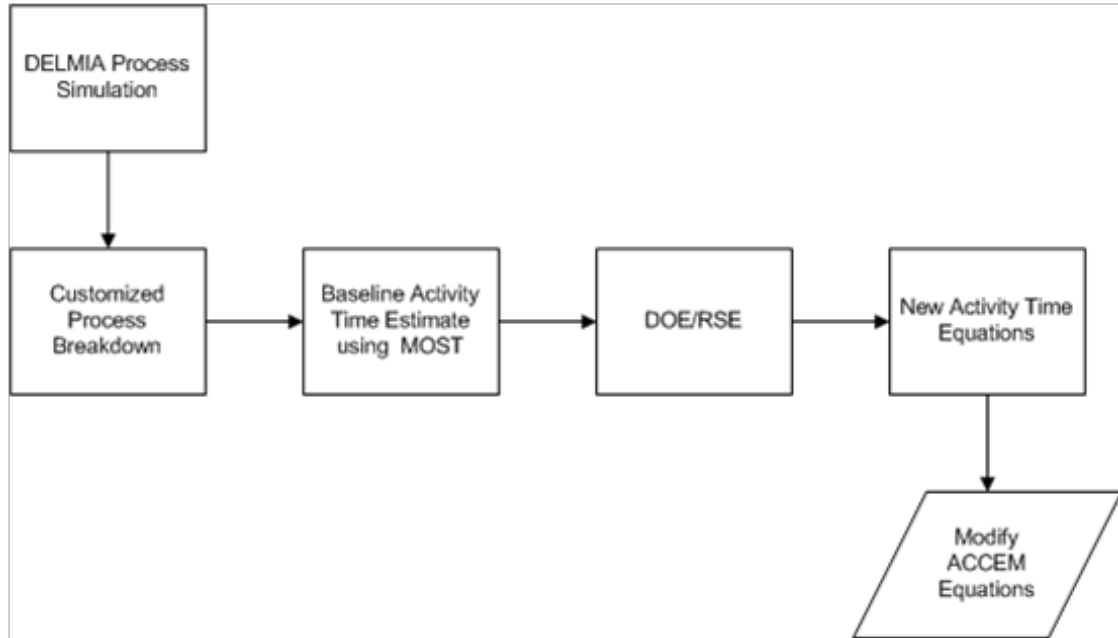 DELMIA Process
Simulation
Customized
Process
Breakdown
Baseline Activity
Time Estimate
using MOST
DOE/RSE
New Activity Time
Equations
Modify
ACCEM
Equations